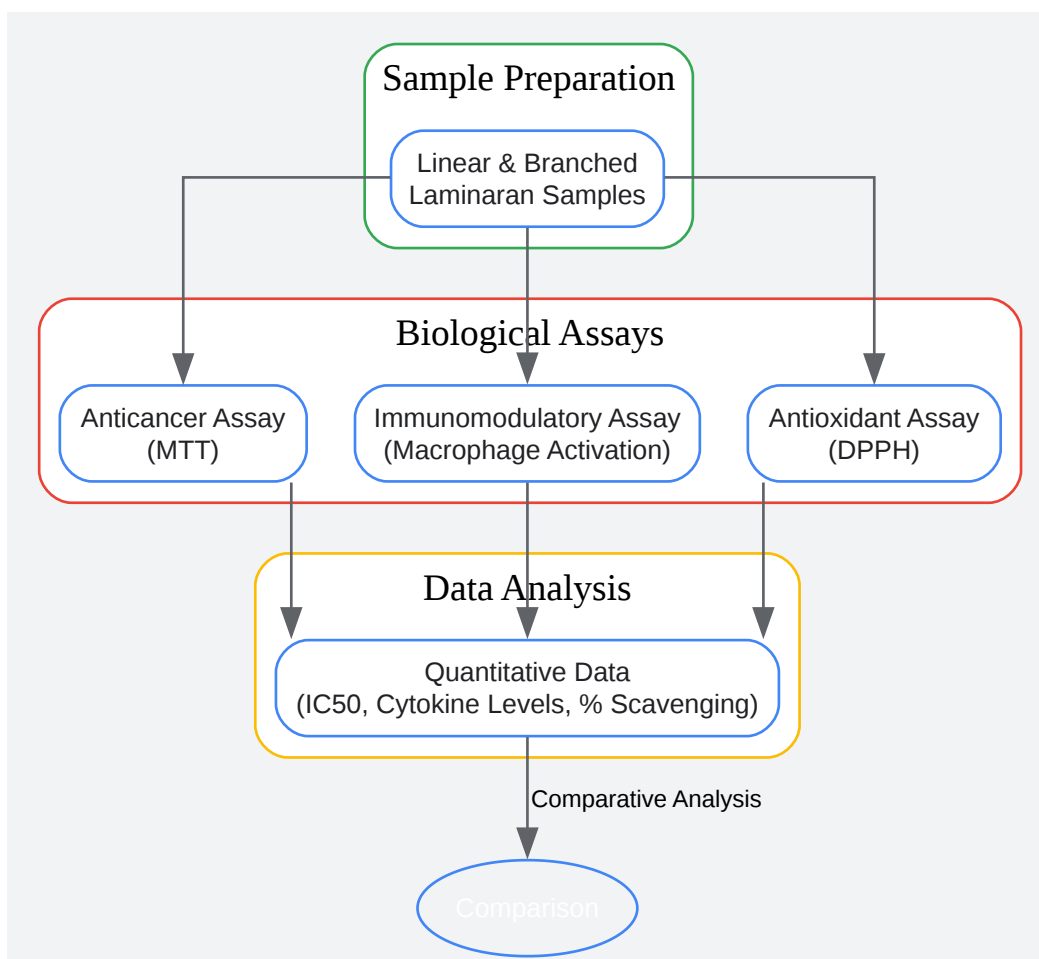 Sample Preparation
Linear & Branched
Laminaran Samples
Biological Assays
Anticancer Assay
(MTT)
Immunomodulatory Assay
(Macrophage Activation)
Antioxidant Assay
(DPPH)
Data Analysis
Quantitative Data
(IC50, Cytokine Levels, % Scavenging)
Comparative Analysis
Comparison